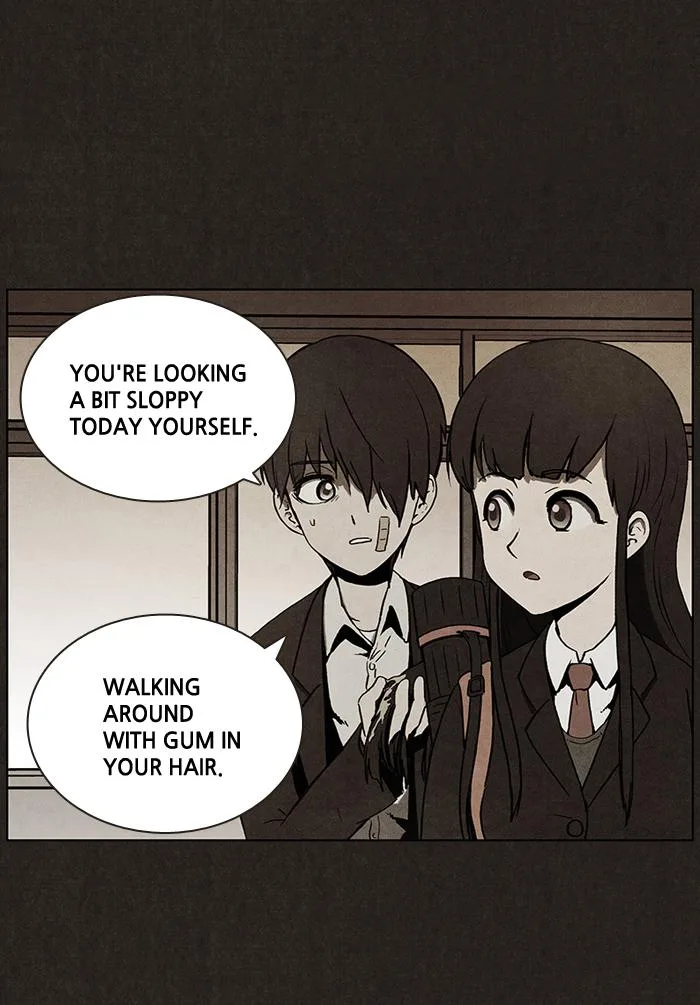 YOU'RE LOOKING
A BIT SLOPPY
TODAY YOURSELF.
WALKING
AROUND
WITH GUM IN
YOUR HAIR.